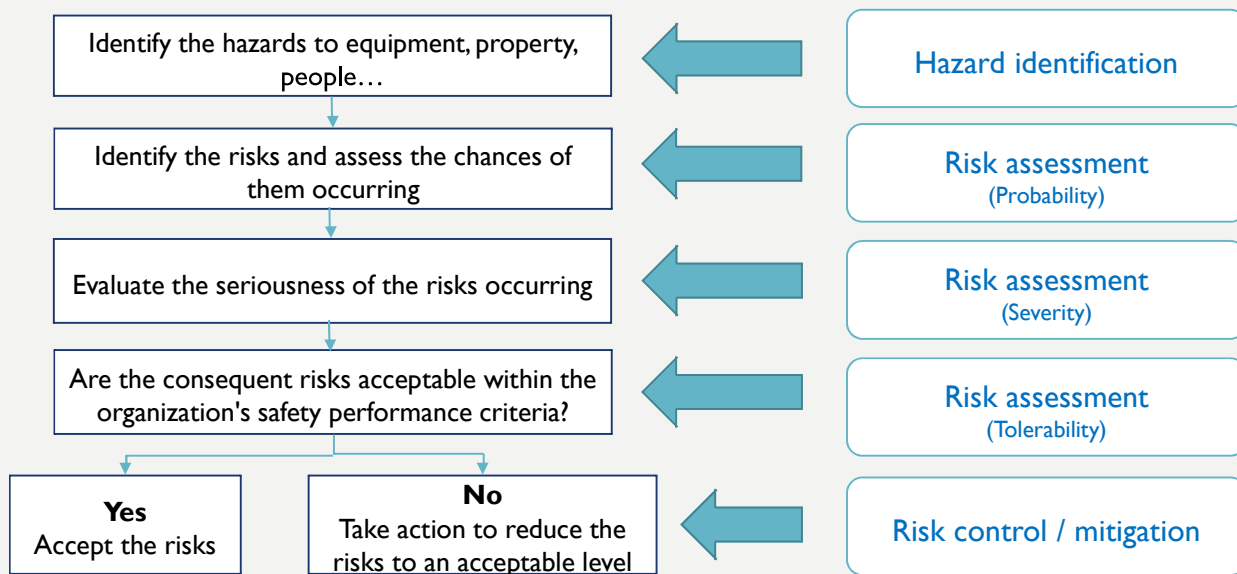 Identify the hazards to equipment, property,
people…
Hazard identification
Identify the risks and assess the chances of
them occurring
Risk assessment
(Probability)
Evaluate the seriousness of the risks occurring
Risk assessment
(Severity)
Are the consequent risks acceptable within the
organization's safety performance criteria?
Risk assessment
(Tolerability)
Yes
Accept the risks
No
Take action to reduce the
risks to an acceptable level
Risk control / mitigation